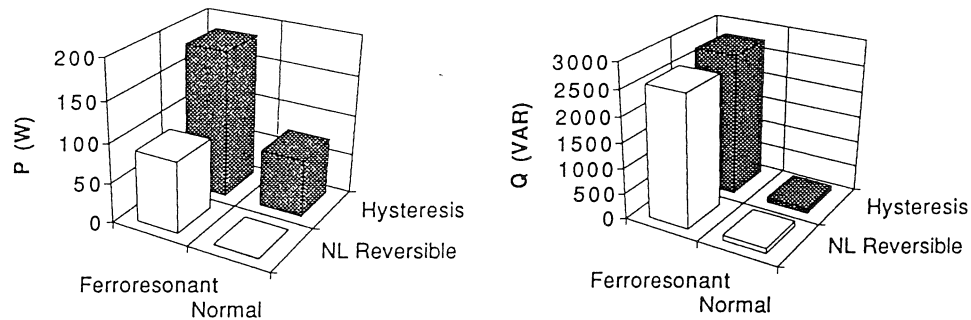 200
150
100
50
0
P (W)
Hysteresis
NL Reversible
Ferroresonant
Normal
3000
2500
2000
1500
1000
500
0
Q (VAR)
Hysteresis
NL Reversible
Ferroresonant
Normal